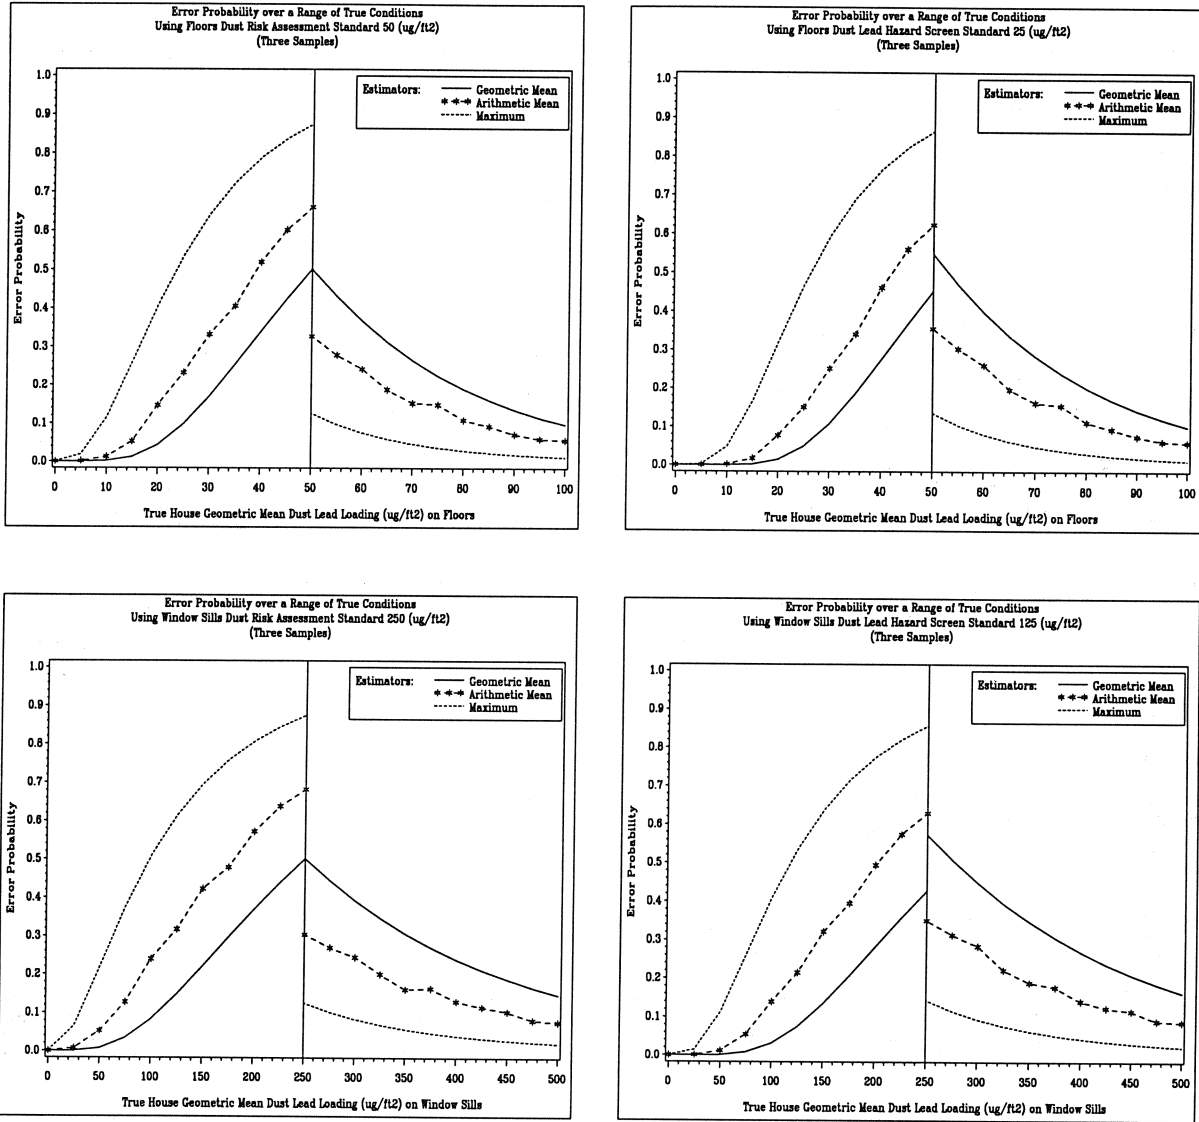 Error Probability over a Range of True Conditions
Using Floors Dust Risk Assessment Standard 50 (ug/ft2)
(Three Samples)
Estimators:
Geometric Mean
Arithmetic Mean
Maximum
Error Probability
1.0
0.9
0.8
0.7
0.6
0.5
0.4
0.3
0.2
0.1
0.0
0 10 20 30 40 50 60 70 80 90 100
True House Geometric Mean Dust Lead Loading (ug/ft2) on Floors
Error Probability over a Range of True Conditions
Using Floors Dust Lead Hazard Screen Standard 25 (ug/ft2)
(Three Samples)
Estimators:
Geometric Mean
Arithmetic Mean
Maximum
Error Probability
1.0
0.9
0.8
0.7
0.6
0.5
0.4
0.3
0.2
0.1
0.0
0 10 20 30 40 50 60 70 80 90 100
True House Geometric Mean Dust Lead Loading (ug/ft2) on Floors
Error Probability over a Range of True Conditions
Using Window Sills Dust Risk Assessment Standard 250 (ug/ft2)
(Three Samples)
Estimators:
Geometric Mean
Arithmetic Mean
Maximum
Error Probability
1.0
0.9
0.8
0.7
0.6
0.5
0.4
0.3
0.2
0.1
0.0
0 50 100 150 200 250 300 350 400 450 500
True House Geometric Mean Dust Lead Loading (ug/ft2) on Window Sills
Error Probability over a Range of True Conditions
Using Window Sills Dust Lead Hazard Screen Standard 125 (ug/ft2)
(Three Samples)
Estimators:
Geometric Mean
Arithmetic Mean
Maximum
Error Probability
1.0
0.9
0.8
0.7
0.6
0.5
0.4
0.3
0.2
0.1
0.0
0 50 100 150 200 250 300 350 400 450 500
True House Geometric Mean Dust Lead Loading (ug/ft2) on Window Sills